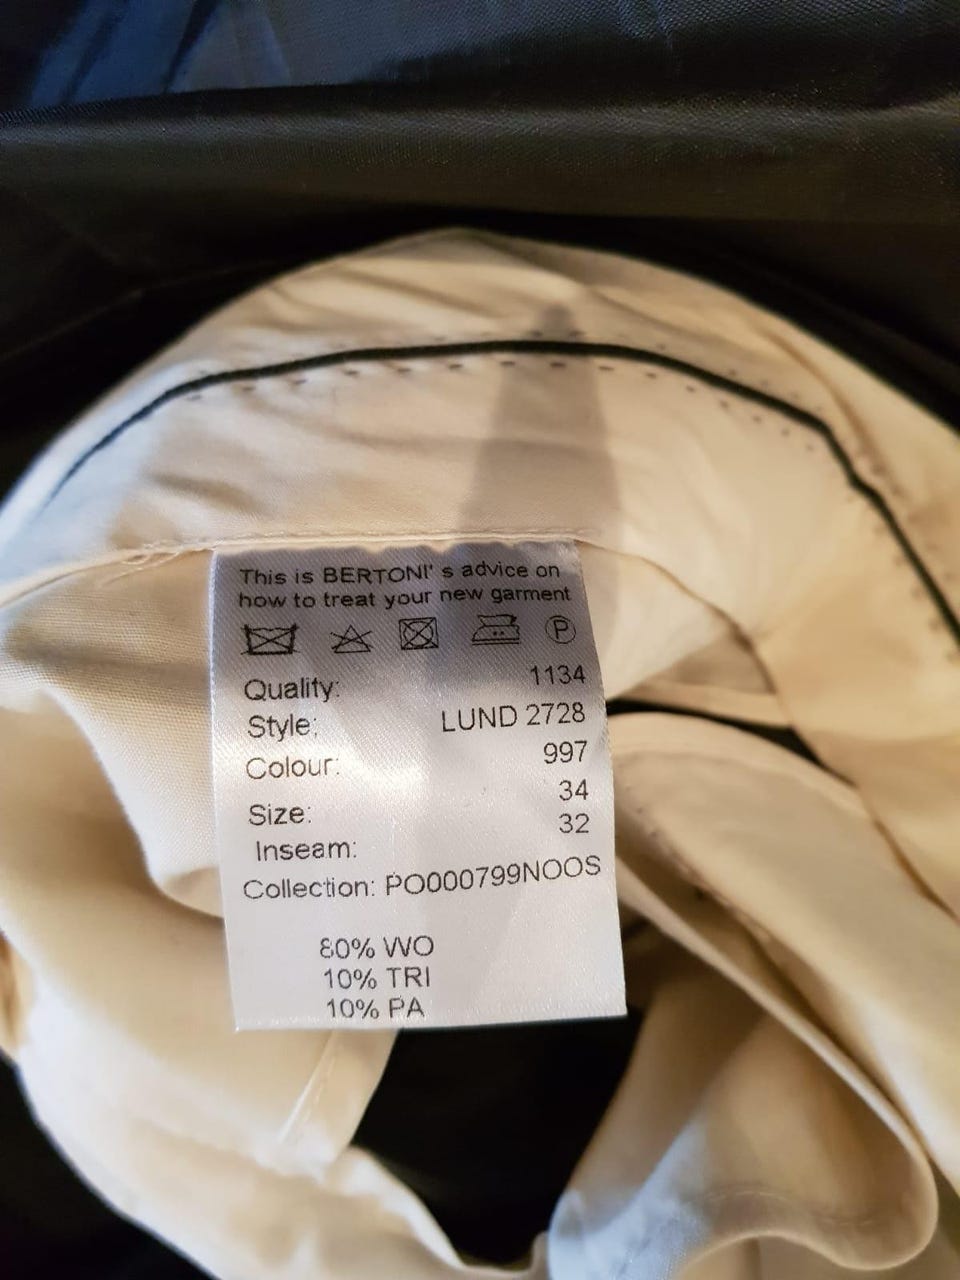 This is BERTONI' s advice on
how to treat your new garment
P
Quality: 1134
Style: LUND 2728
Colour: 997
Size: 34
Inseam: 32
Collection: PO000799NOOS
80% WO
10% TRI
10% PA